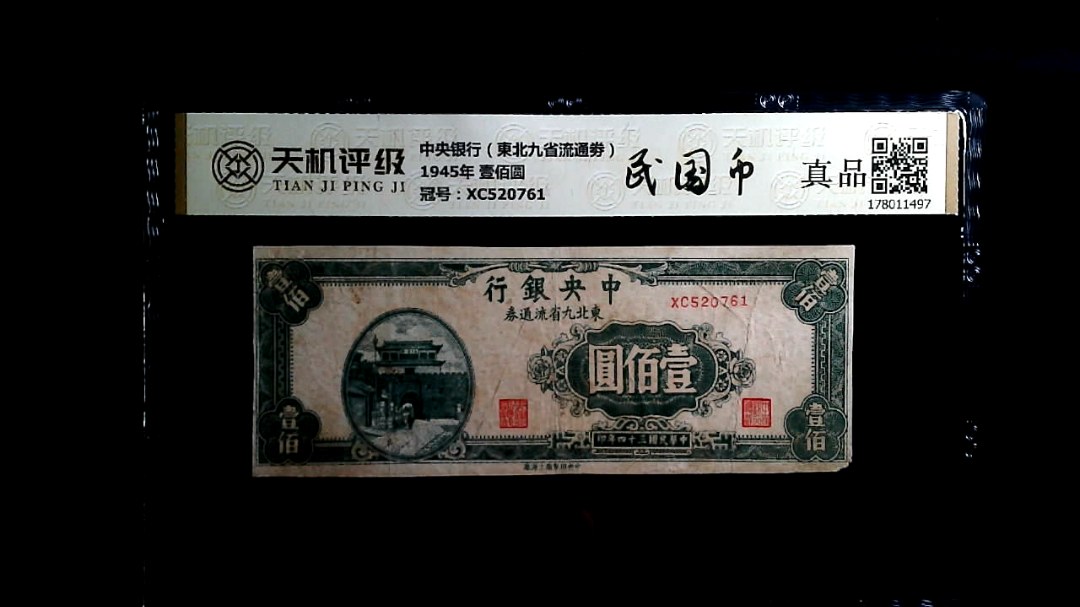 天机评级
TIAN JI PING JI
中央银行（東北九省流通券）
1945年 壹佰圆
冠号：XC520761
民国币
真品
178011497
壹佰
壹佰
行銀央中
券通流省九北東
XC520761
圓佰壹
壹佰
壹佰
印年四十三國民華中